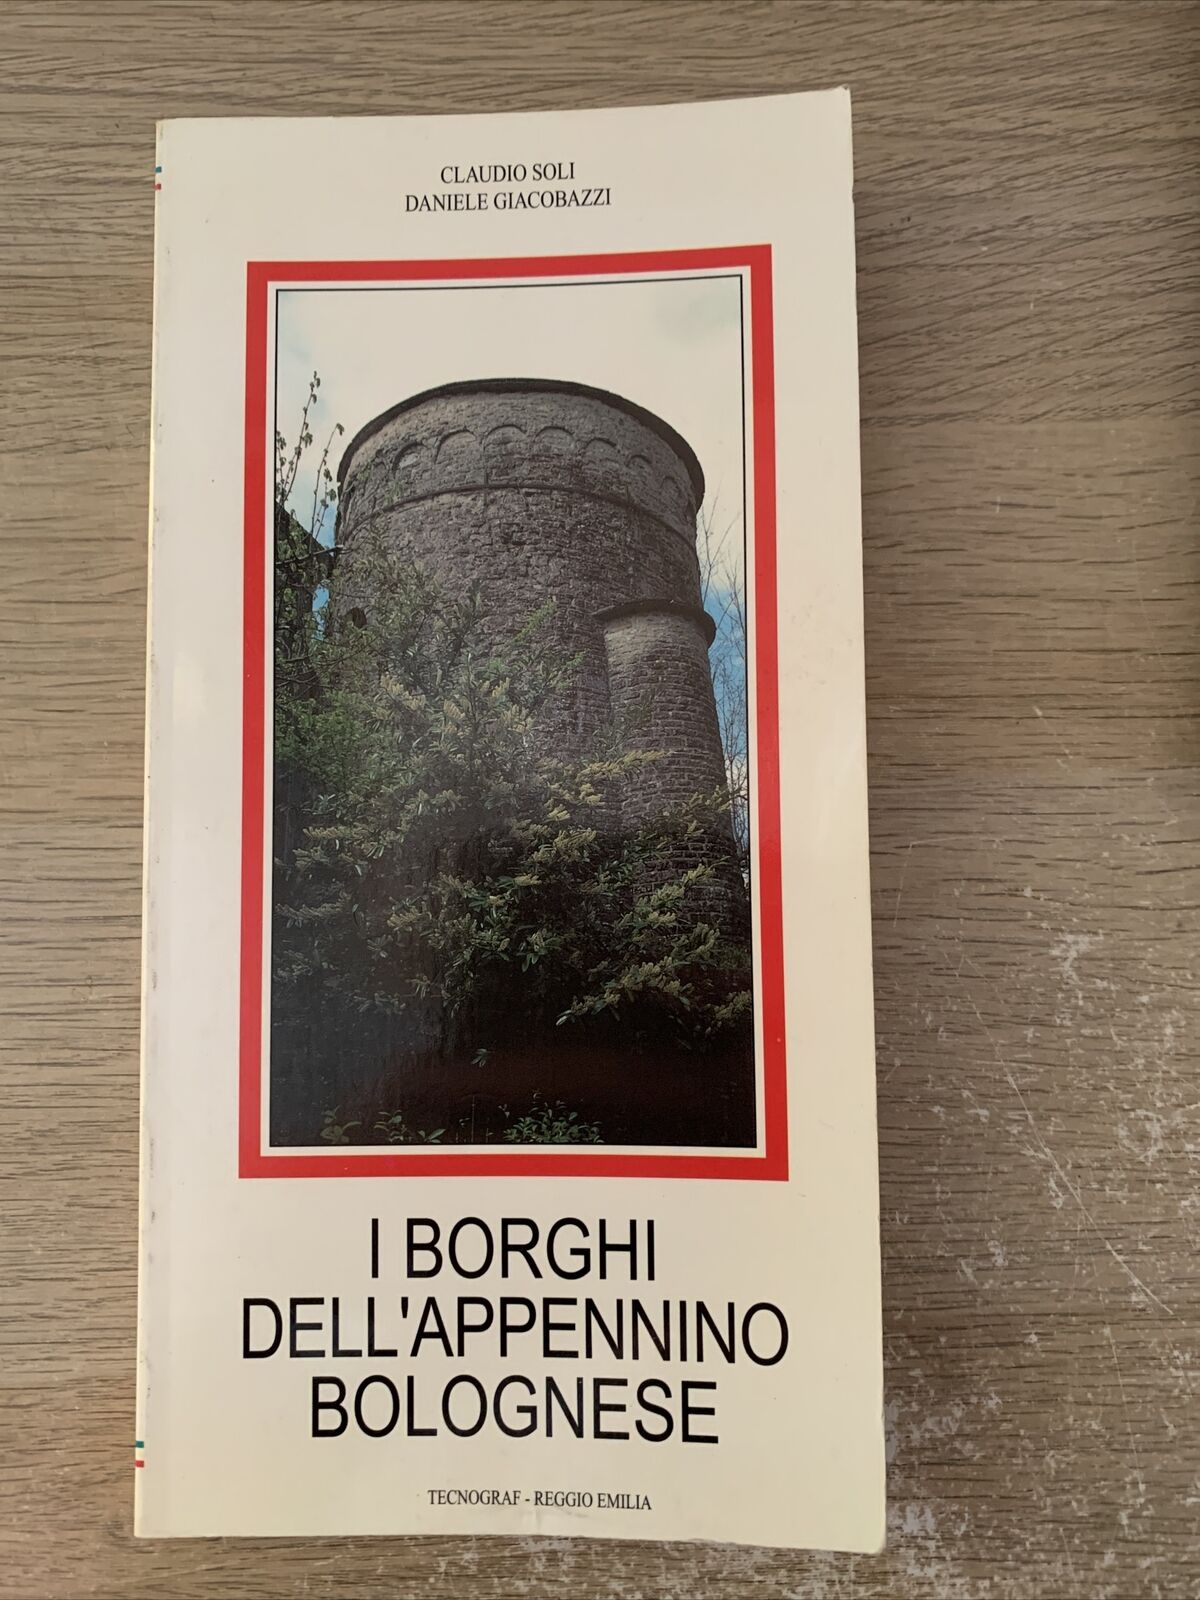 CLAUDIO SOLI
DANIELE GIACOBAZZI
I BORGHI
DELL'APPENNINO
BOLOGNESE
TECNOGRAF - REGGIO EMILIA